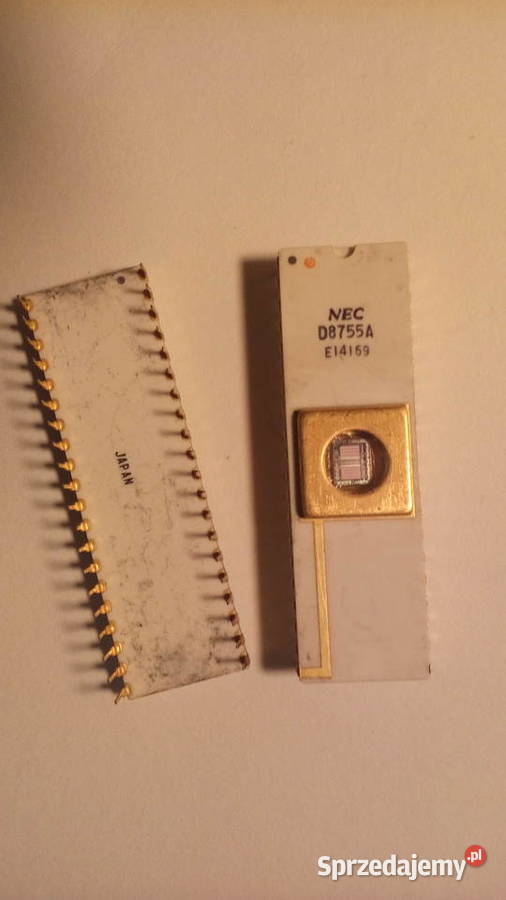 NEC
D8755A
E14169
JAPAN
Sprzedajemy.pl